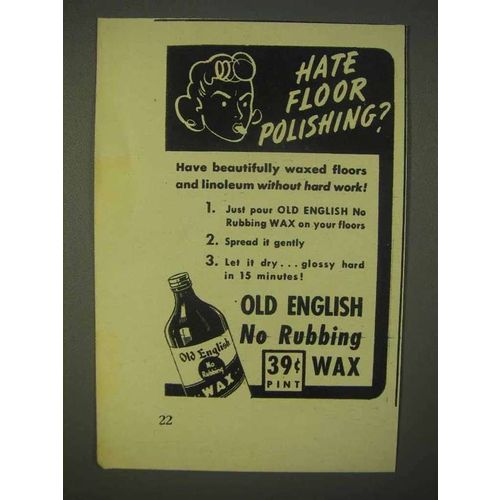 HATE
FLOOR
POLISHING?
Have beautifully waxed floors
and linoleum without hard work!
1. Just pour OLD ENGLISH No
Rubbing WAX on your floors
2. Spread it gently
3. Let it dry... glossy hard
in 15 minutes!
OLD ENGLISH
No Rubbing
39¢
PINT
WAX
Old English
No
Rubbing
WAX
22